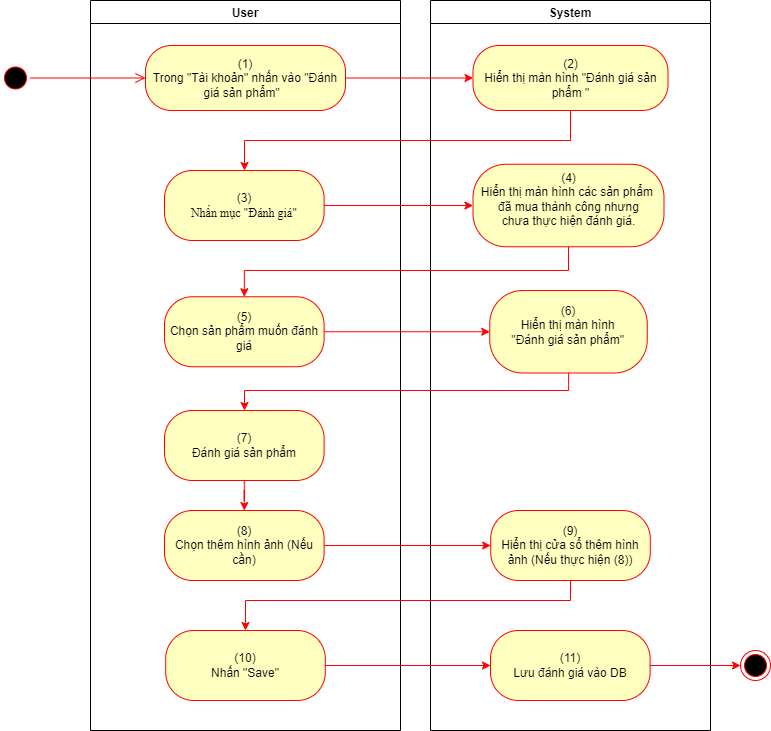 User
System
(1)
Trong "Tài khoản" nhấn vào "Đánh
giá sản phẩm"
(2)
Hiển thị màn hình "Đánh giá sản
phẩm "
(3)
Nhấn mục "Đánh giá"
(4)
Hiển thị màn hình các sản phẩm
đã mua thành công nhưng
chưa thực hiện đánh giá.
(5)
Chọn sản phẩm muốn đánh
giá
(6)
Hiển thị màn hình
"Đánh giá sản phẩm"
(7)
Đánh giá sản phẩm
(8)
Chọn thêm hình ảnh (Nếu
cần)
(9)
Hiển thị cửa sổ thêm hình
ảnh (Nếu thực hiện (8))
(10)
Nhấn "Save"
(11)
Lưu đánh giá vào DB